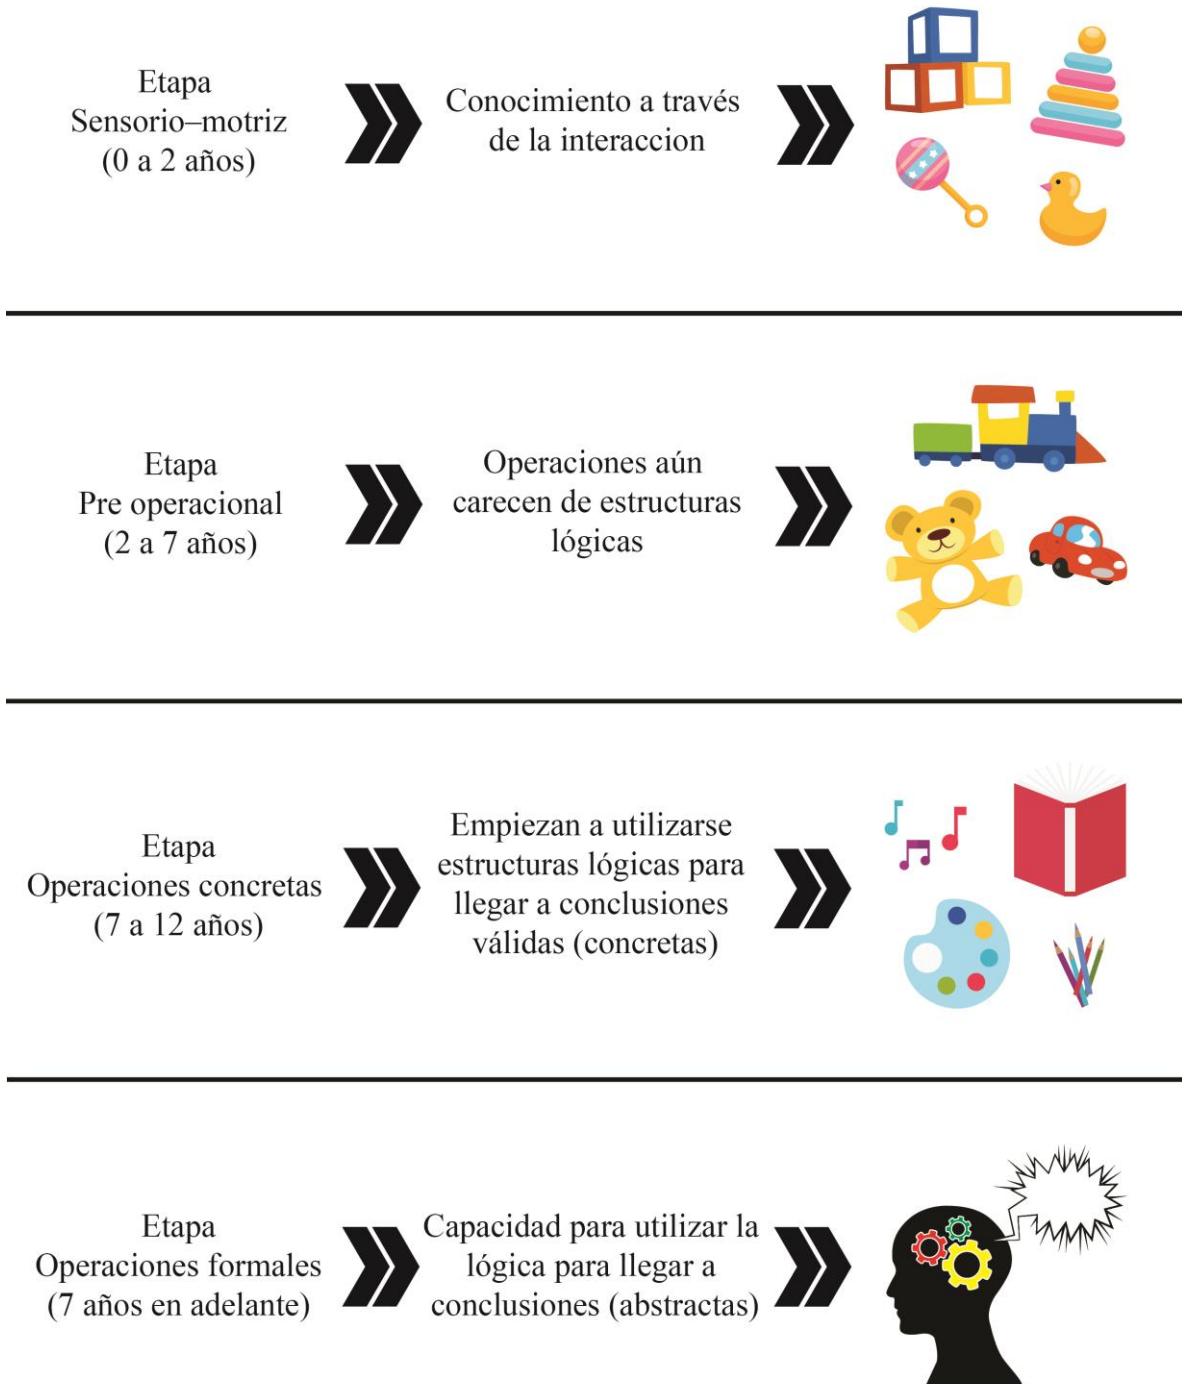 Etapa
Sensorio–motriz
(0 a 2 años)
Conocimiento a través
de la interaccion
Etapa
Pre operacional
(2 a 7 años)
Operaciones aún
carecen de estructuras
lógicas
Etapa
Operaciones concretas
(7 a 12 años)
Empiezan a utilizarse
estructuras lógicas para
llegar a conclusiones
válidas (concretas)
Etapa
Operaciones formales
(7 años en adelante)
Capacidad para utilizar la
lógica para llegar a
conclusiones (abstractas)